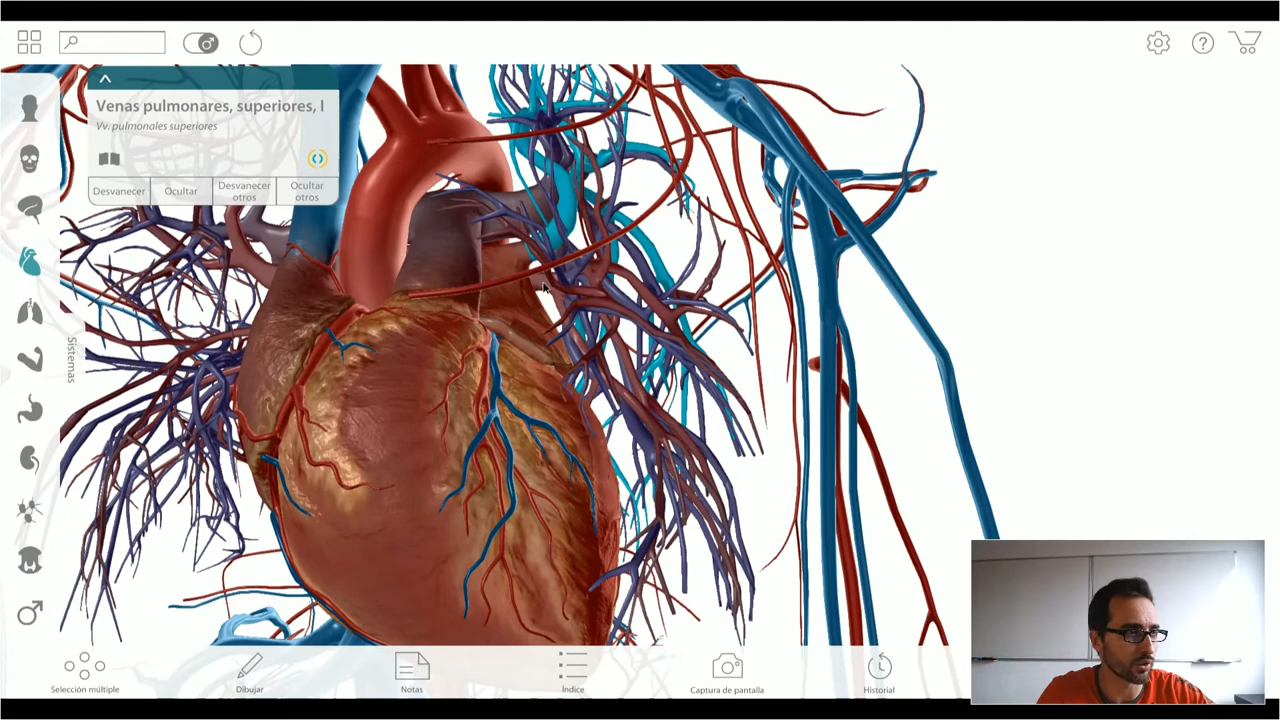 Venas pulmonares, superiores, I
Vv. pulmonales superiores
Desvanecer
Ocultar
Desvanecer
otros
Ocultar
otros
Sistemas
Selección múltiple
Dibujar
Notas
Índice
Captura de pantalla
Historial